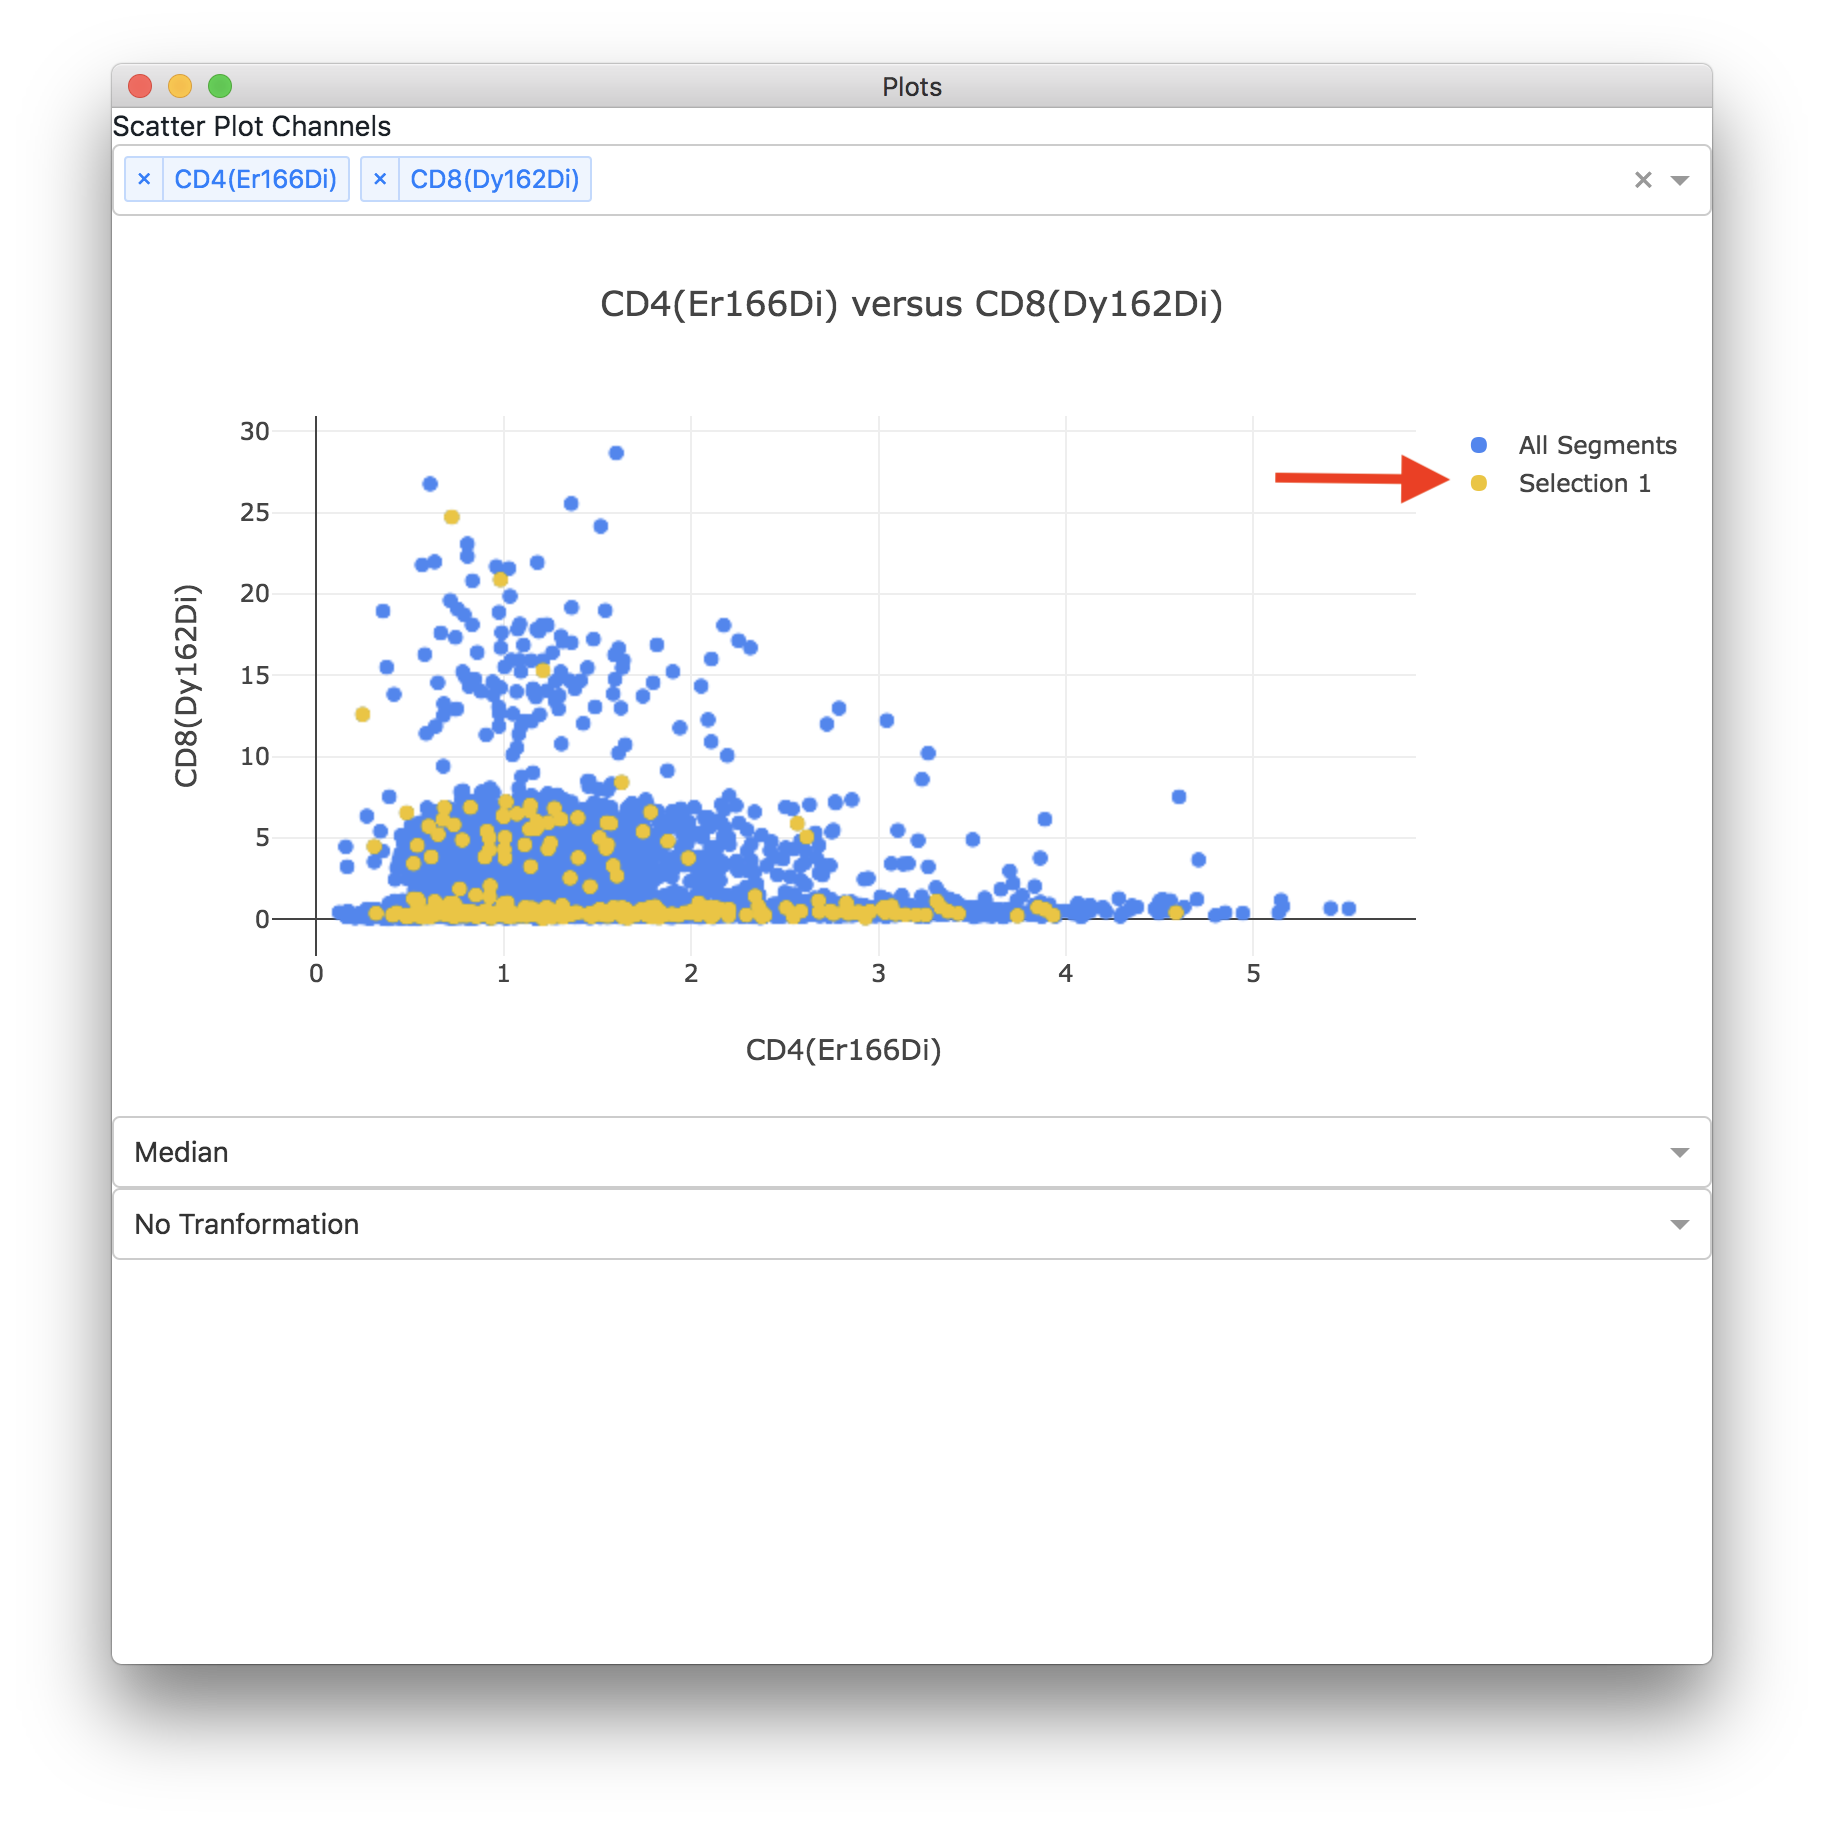 Plots
Scatter Plot Channels
× CD4(Er166Di) × CD8(Dy162Di) ×
CD4(Er166Di) versus CD8(Dy162Di)
30
25
20
15
10
5
0
CD8(Dy162Di)
0 1 2 3 4 5
CD4(Er166Di)
All Segments
Selection 1
Median
No Tranformation